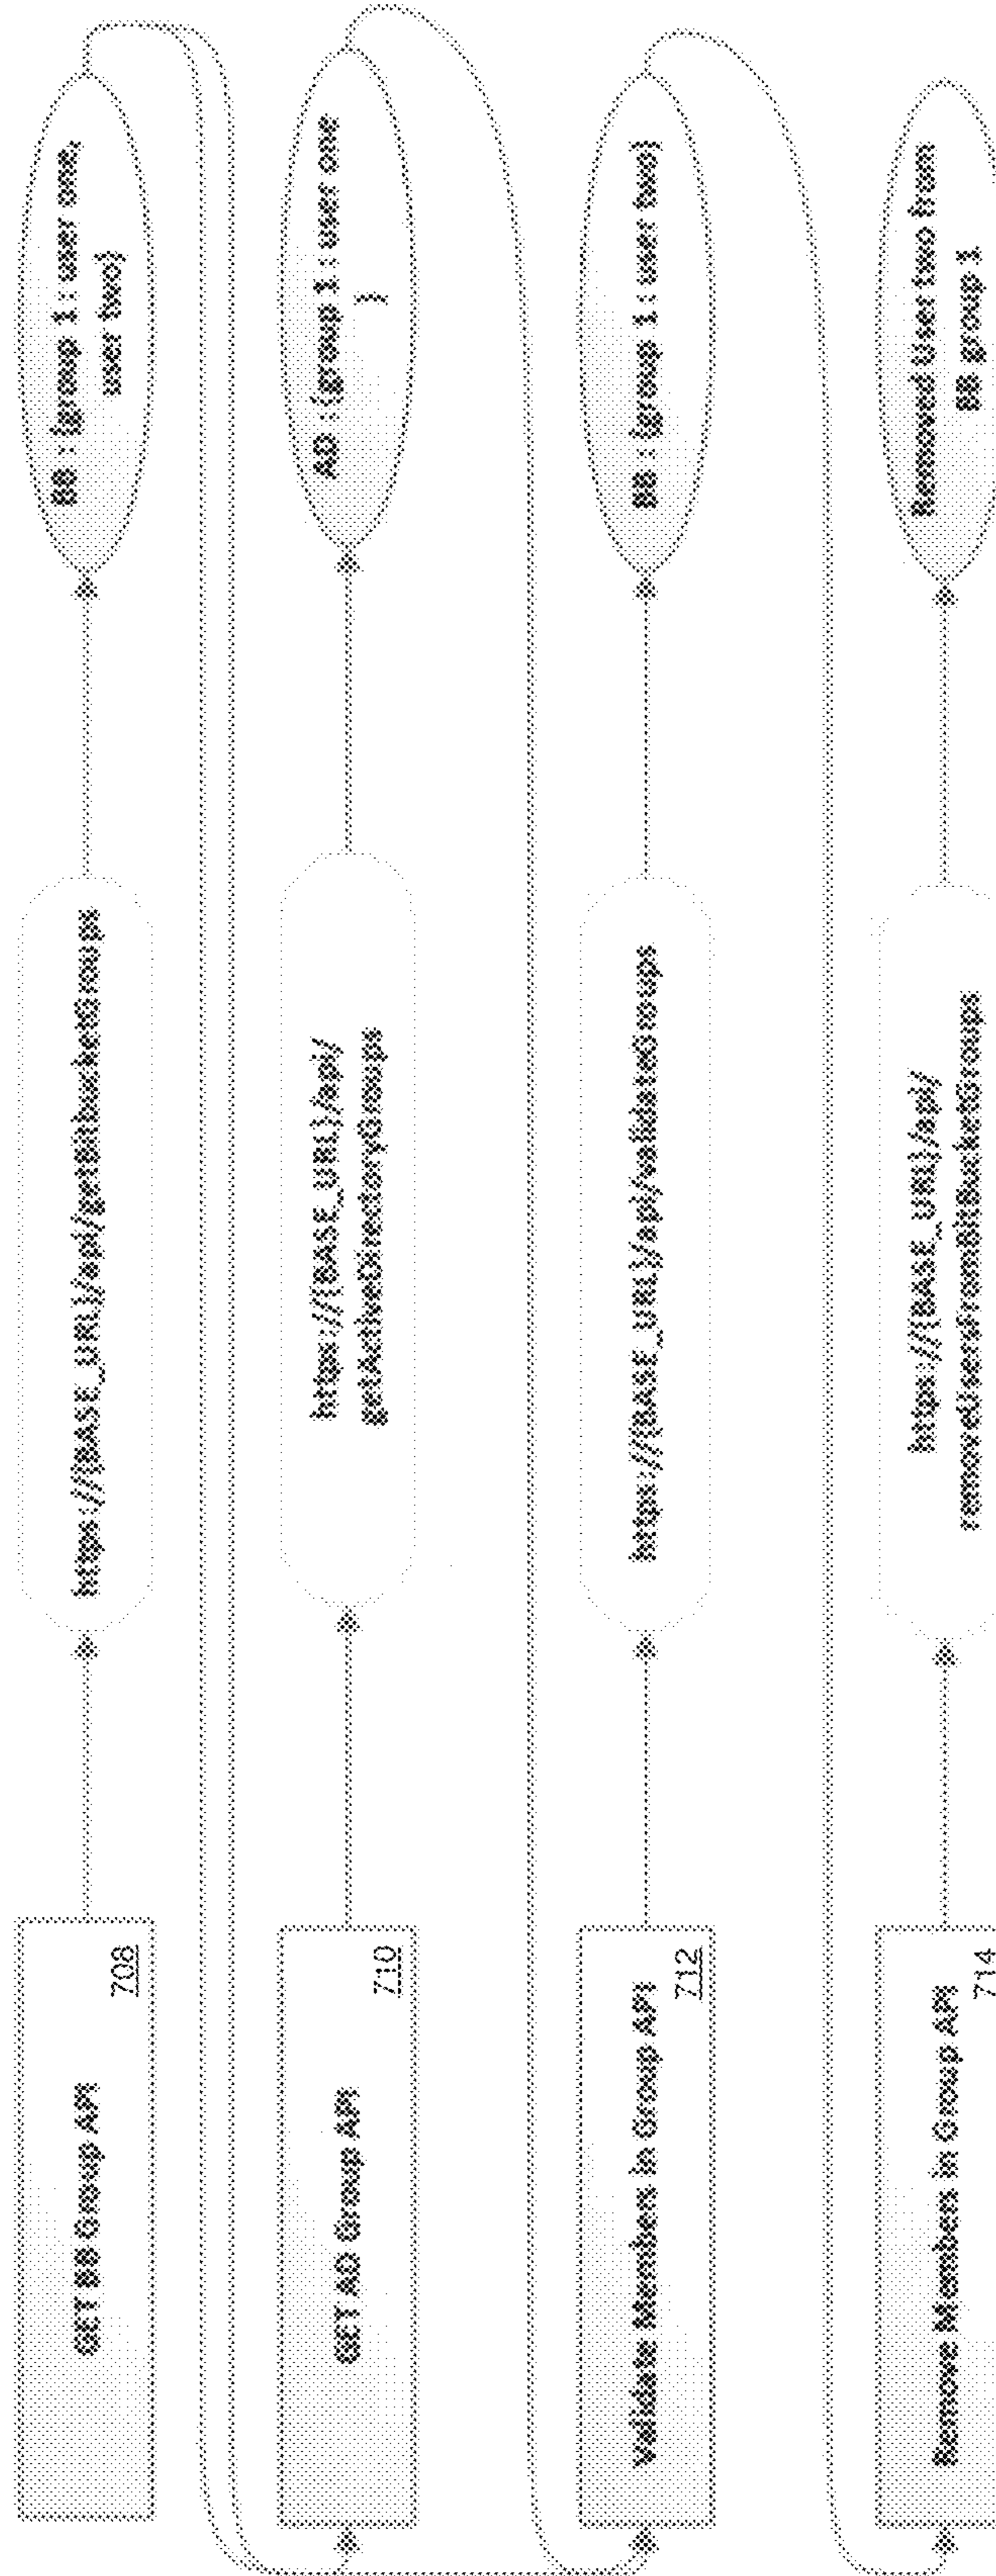 GET BB Group API
708
https://{BASE_URL}/api/getBitbucketGroups
BB :: {group 1 :: user one,
user two}
GET AD Group API
710
https://{BASE_URL}/api/
getActiveDirectoryGroups
AD :{group 1 :: user one
}
Validate Members in Group API
712
https://{BASE_URL}/api/validateGroups
BB :: {group 1 :: user two}
Remove Members in Group API
714
https://{BASE_URL}/api/
removeUserFromBitBucketGroups
Removed User two from
BB group 1